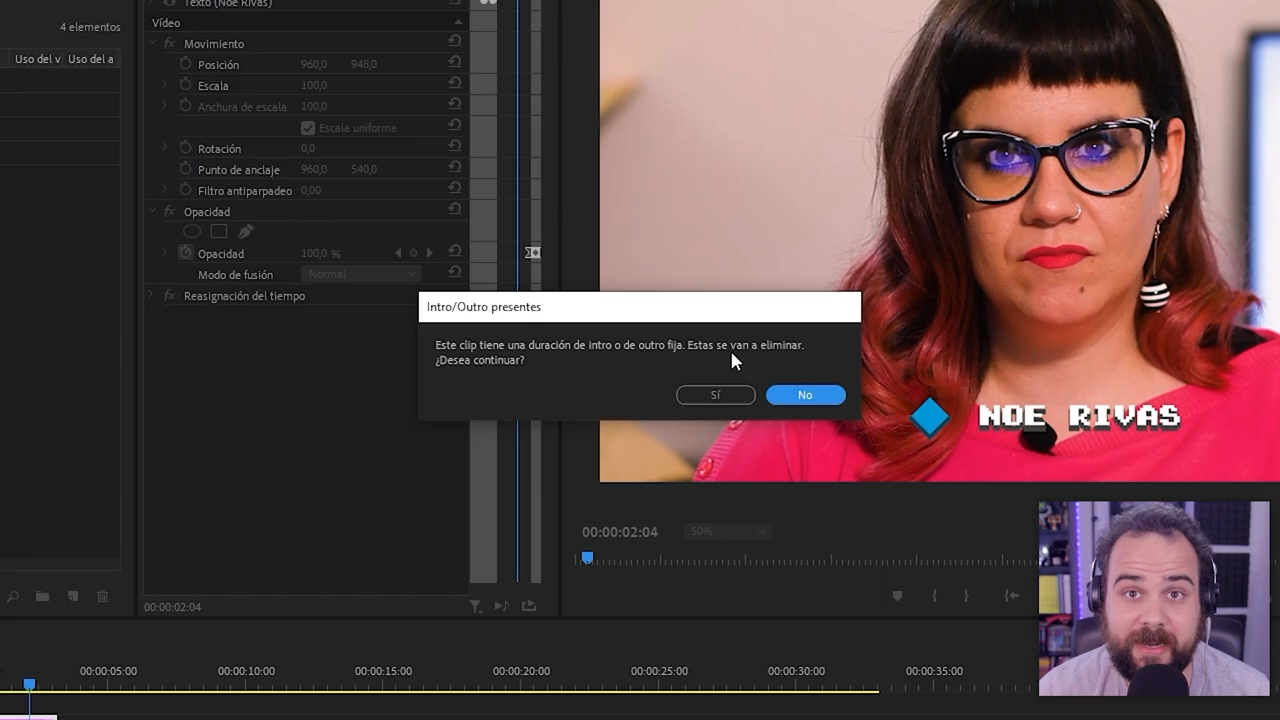 Texto (Noe Rivas)
4 elementos
Vídeo
Uso del v Uso del a
fx Movimiento
Posición 960,0 948,0
Escala 100,0
Anchura de escala 100,0
Escala uniforme
Rotación 0,0
Punto de anclaje 960,0 540,0
Filtro antiparpadeo 0,00
fx Opacidad
Opacidad 100,0 %
Modo de fusión Normal
fx Reasignación del tiempo
Intro/Outro presentes
Este clip tiene una duración de intro o de outro fija. Estas se van a eliminar.
¿Desea continuar?
Sí No
NOE RIVAS
00:00:02:04 50%
00:00:02:04
00:00:05:00 00:00:10:00 00:00:15:00 00:00:20:00 00:00:25:00 00:00:30:00 00:00:35:00